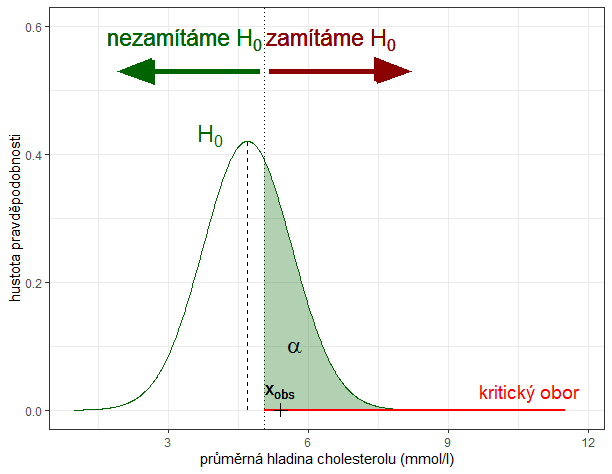 nezamítáme H0 zamítáme H0
H0
α
xobs
kritický obor
hustota pravděpodobnosti
0.6
0.4
0.2
0.0
3 6 9 12
průměrná hladina cholesterolu (mmol/l)